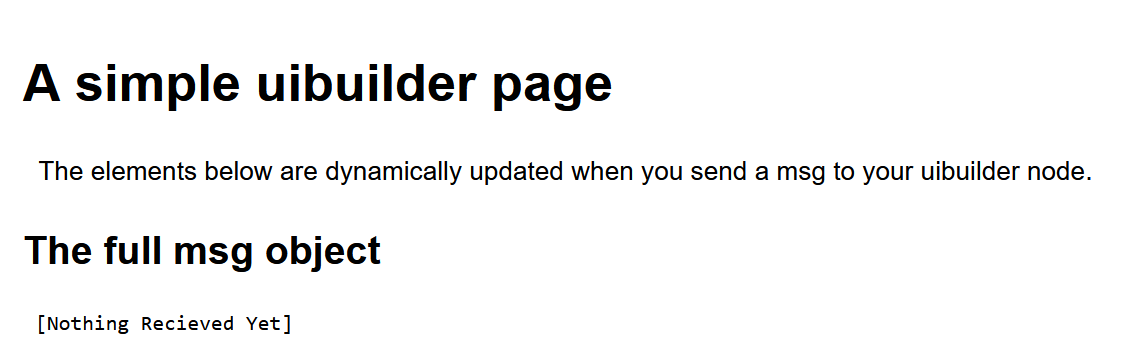 A simple uibuilder page
The elements below are dynamically updated when you send a msg to your uibuilder node.
The full msg object
[Nothing Recieved Yet]